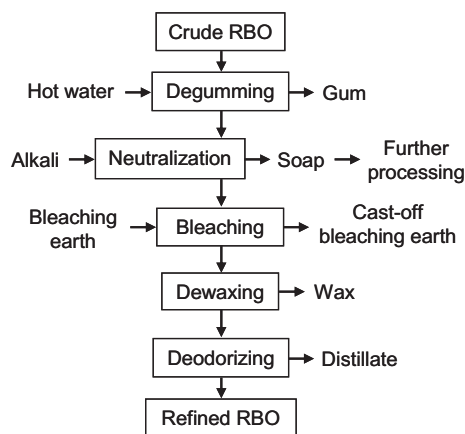 Crude RBO
Hot water
Degumming
Gum
Alkali
Neutralization
Soap
Further
processing
Bleaching
earth
Bleaching
Cast-off
bleaching earth
Dewaxing
Wax
Deodorizing
Distillate
Refined RBO